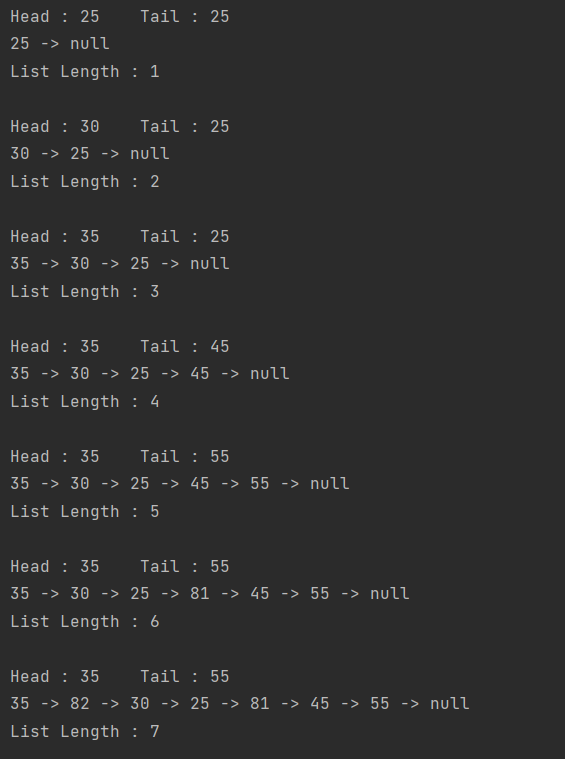 Head : 25    Tail : 25
25 -> null
List Length : 1
Head : 30    Tail : 25
30 -> 25 -> null
List Length : 2
Head : 35    Tail : 25
35 -> 30 -> 25 -> null
List Length : 3
Head : 35    Tail : 45
35 -> 30 -> 25 -> 45 -> null
List Length : 4
Head : 35    Tail : 55
35 -> 30 -> 25 -> 45 -> 55 -> null
List Length : 5
Head : 35    Tail : 55
35 -> 30 -> 25 -> 81 -> 45 -> 55 -> null
List Length : 6
Head : 35    Tail : 55
35 -> 82 -> 30 -> 25 -> 81 -> 45 -> 55 -> null
List Length : 7